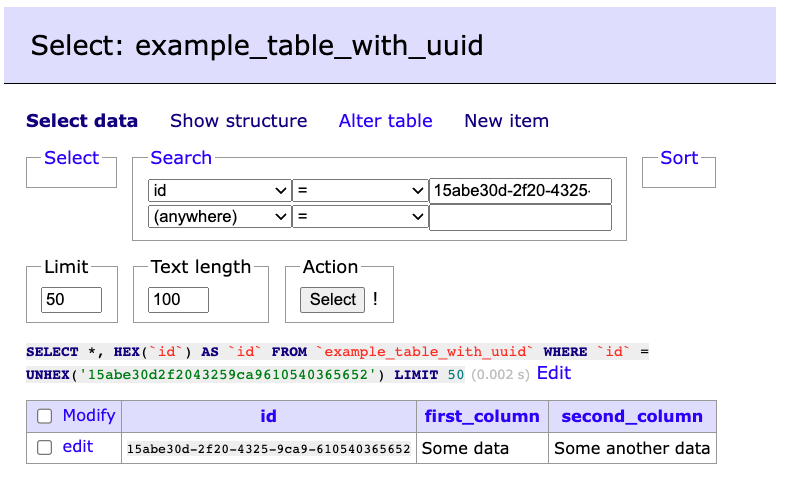 Select: example_table_with_uuid
Select data Show structure Alter table New item
Select Search Sort
id = 15abe30d-2f20-4325-
(anywhere) =
Limit Text length Action
50 100 Select !
SELECT *, HEX(`id`) AS `id` FROM `example_table_with_uuid` WHERE `id` =
UNHEX('15abe30d2f2043259ca9610540365652') LIMIT 50 (0.002 s) Edit
Modify id first_column second_column
edit 15abe30d-2f20-4325-9ca9-610540365652 Some data Some another data